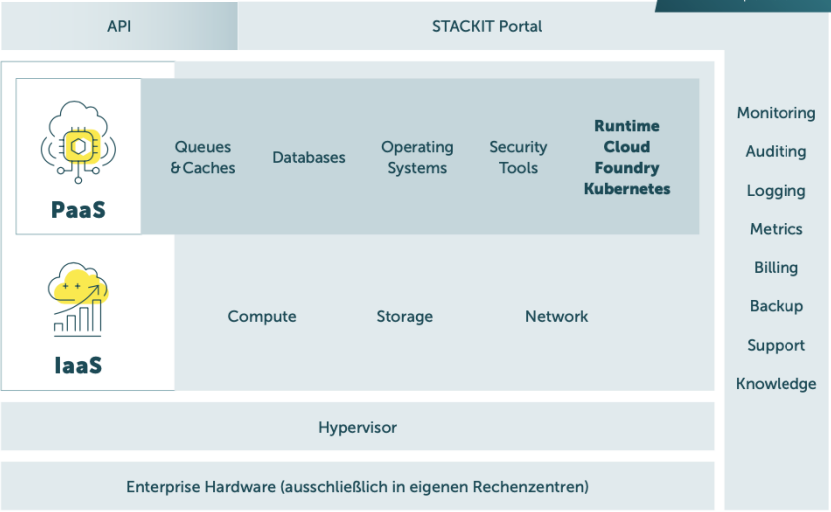 API
STACKIT Portal
PaaS
Queues
& Caches
Databases
Operating
Systems
Security
Tools
Runtime
Cloud
Foundry
Kubernetes
IaaS
Compute
Storage
Network
Hypervisor
Enterprise Hardware (ausschließlich in eigenen Rechenzentren)
Monitoring
Auditing
Logging
Metrics
Billing
Backup
Support
Knowledge